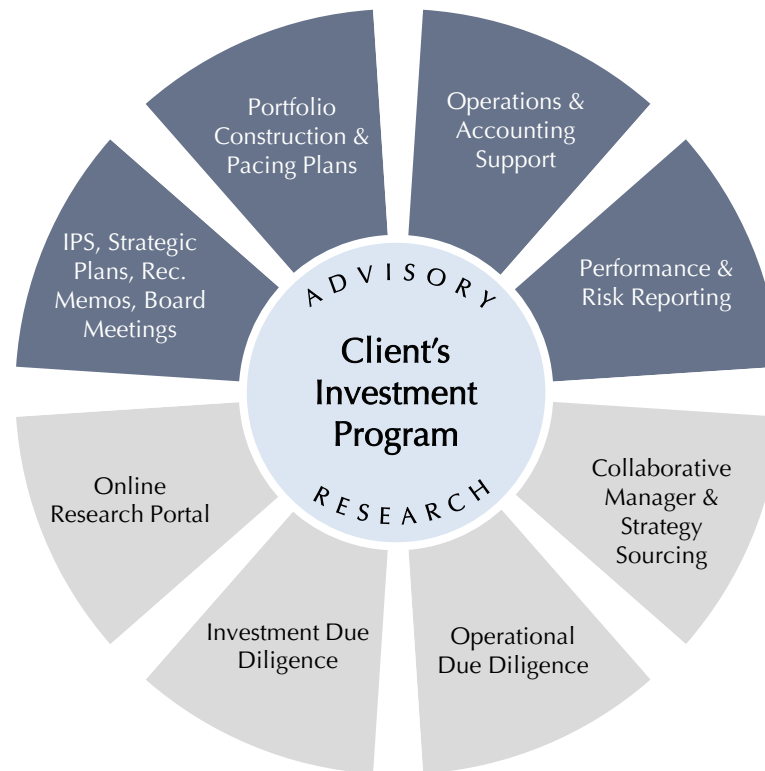 Portfolio
Construction &
Pacing Plans
Operations &
Accounting
Support
IPS, Strategic
Plans, Rec.
Memos, Board
Meetings
Performance &
Risk Reporting
ADVISORY
Client’s
Investment
Program
RESEARCH
Online
Research Portal
Collaborative
Manager &
Strategy
Sourcing
Investment Due
Diligence
Operational
Due Diligence